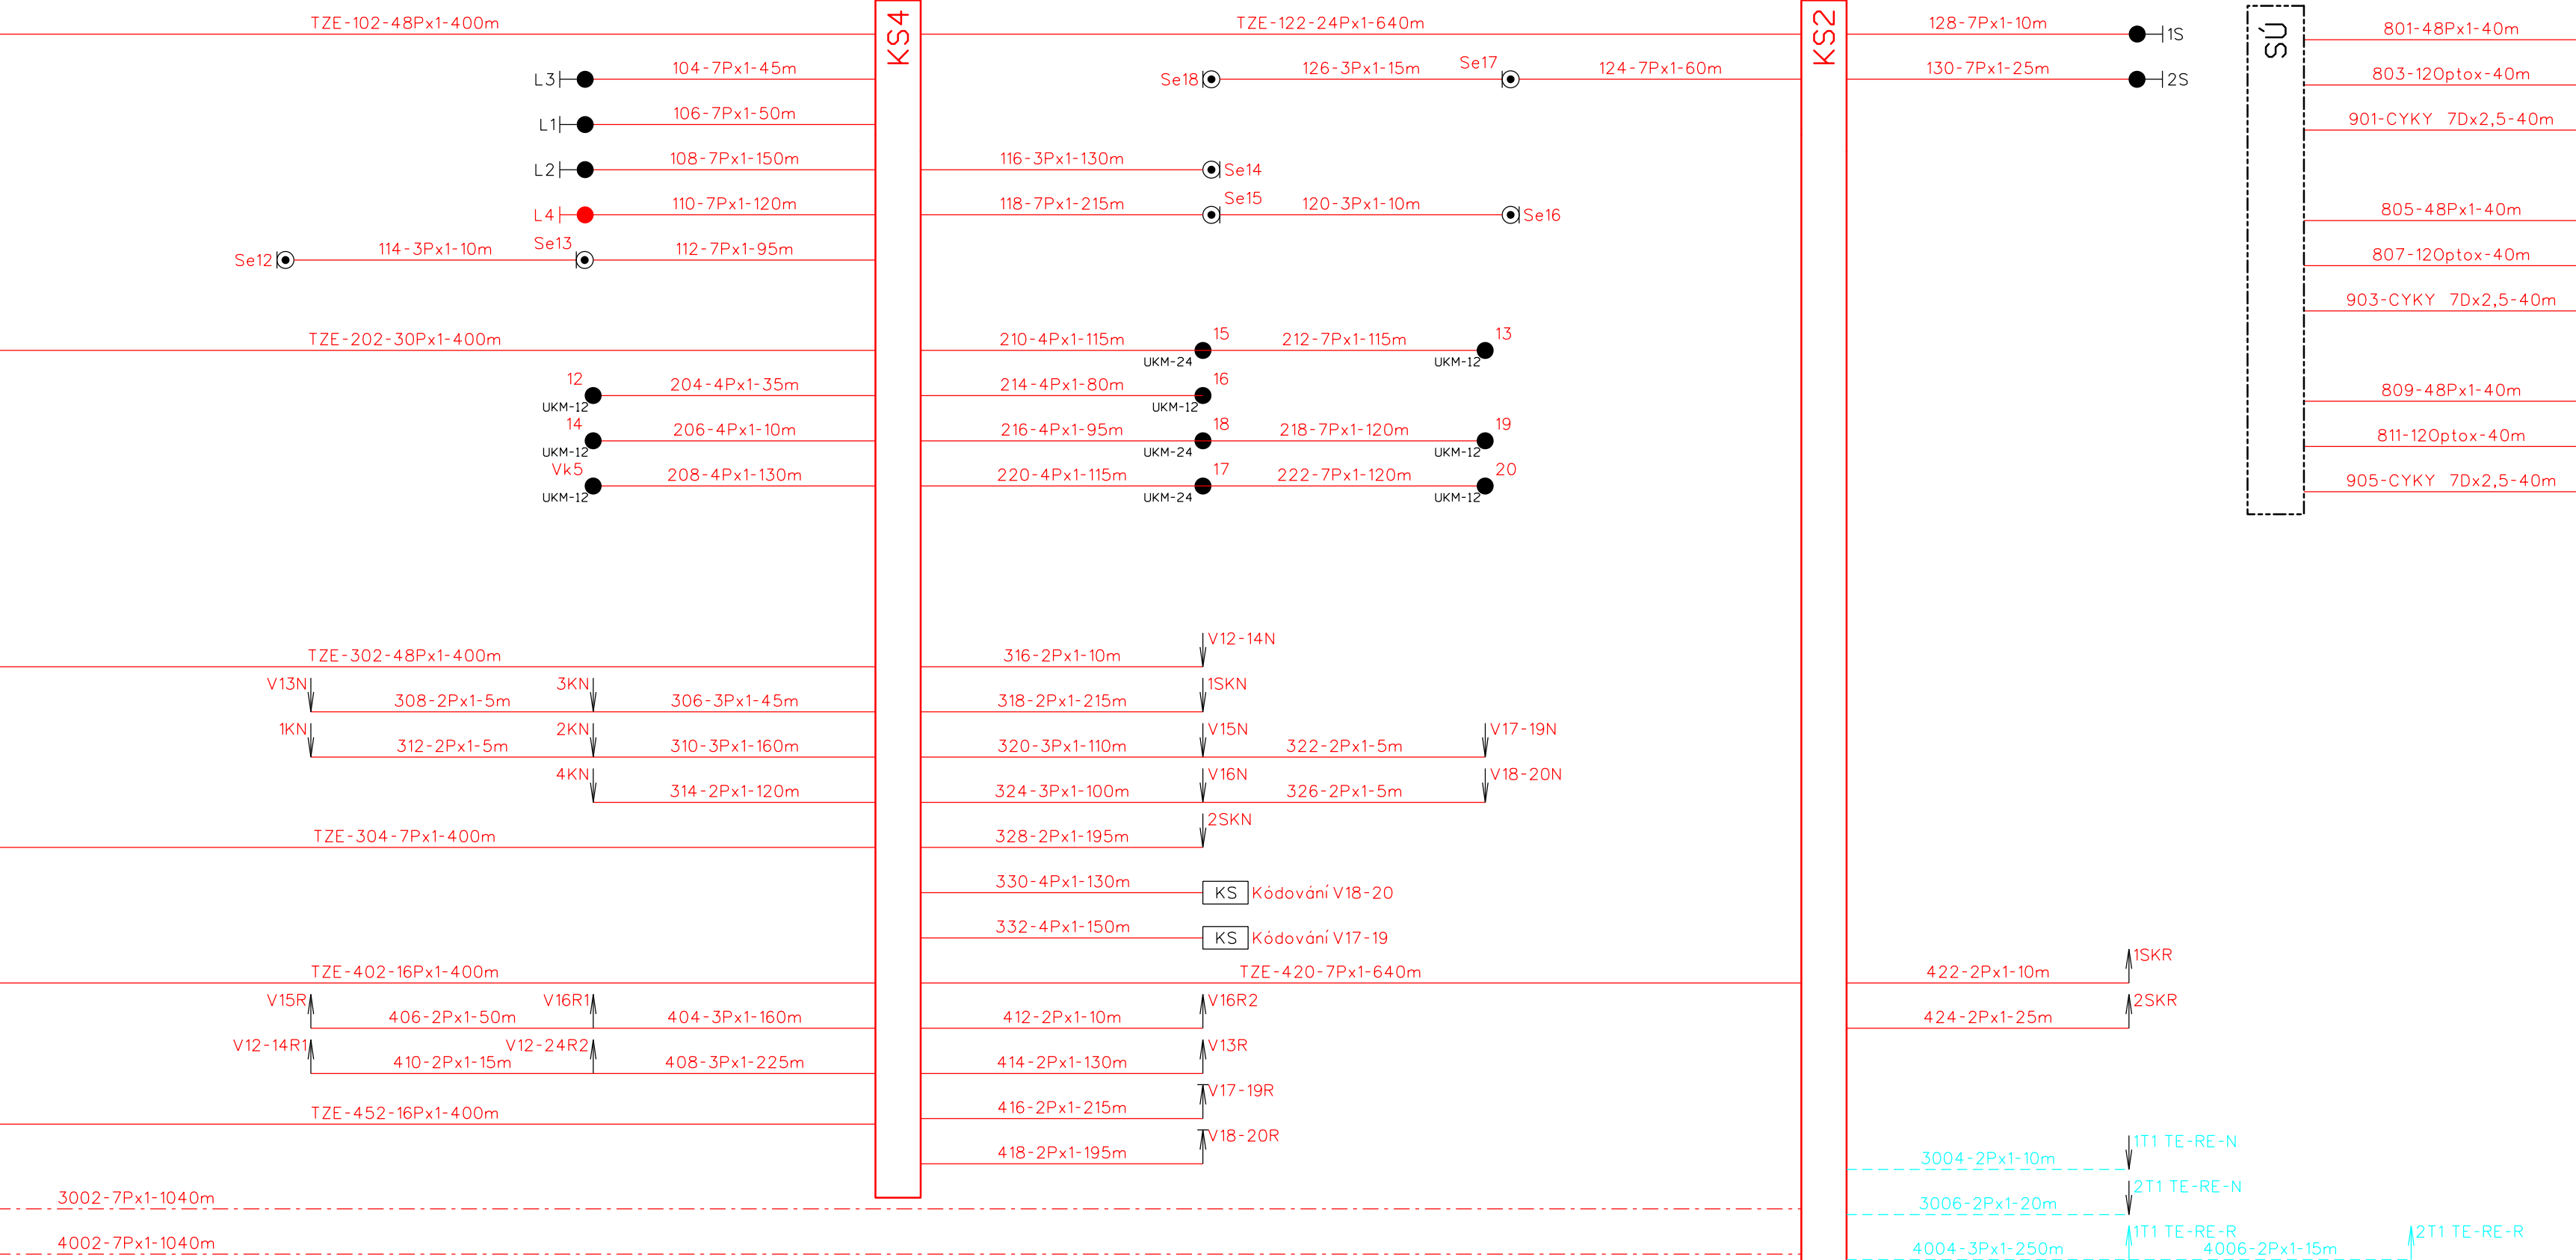 TZE-102-48Px1-400m
KS4
TZE-122-24Px1-640m
KS2
128-7Px1-10m
1S
SÚ
801-48Px1-40m
L3
104-7Px1-45m
Se18
126-3Px1-15m
Se17
124-7Px1-60m
130-7Px1-25m
2S
803-12Optox-40m
L1
106-7Px1-50m
901-CYKY 7Dx2,5-40m
L2
108-7Px1-150m
116-3Px1-130m
Se14
L4
110-7Px1-120m
118-7Px1-215m
Se15
120-3Px1-10m
Se16
805-48Px1-40m
Se12
114-3Px1-10m
Se13
112-7Px1-95m
807-12Optox-40m
903-CYKY 7Dx2,5-40m
TZE-202-30Px1-400m
210-4Px1-115m
15
UKM-24
212-7Px1-115m
13
UKM-12
12
UKM-12
204-4Px1-35m
214-4Px1-80m
16
UKM-12
809-48Px1-40m
14
UKM-12
206-4Px1-10m
216-4Px1-95m
18
UKM-24
218-7Px1-120m
19
UKM-12
811-12Optox-40m
Vk5
UKM-12
208-4Px1-130m
220-4Px1-115m
17
UKM-24
222-7Px1-120m
20
UKM-12
905-CYKY 7Dx2,5-40m
TZE-302-48Px1-400m
316-2Px1-10m
V12-14N
V13N
308-2Px1-5m
3KN
306-3Px1-45m
318-2Px1-215m
1SKN
1KN
312-2Px1-5m
2KN
310-3Px1-160m
320-3Px1-110m
V15N
322-2Px1-5m
V17-19N
4KN
314-2Px1-120m
324-3Px1-100m
V16N
326-2Px1-5m
V18-20N
TZE-304-7Px1-400m
328-2Px1-195m
2SKN
330-4Px1-130m
KS
Kódování V18-20
332-4Px1-150m
KS
Kódování V17-19
TZE-402-16Px1-400m
TZE-420-7Px1-640m
422-2Px1-10m
1SKR
V15R
406-2Px1-50m
V16R1
404-3Px1-160m
412-2Px1-10m
V16R2
424-2Px1-25m
2SKR
V12-14R1
410-2Px1-15m
V12-24R2
408-3Px1-225m
414-2Px1-130m
V13R
TZE-452-16Px1-400m
416-2Px1-215m
V17-19R
418-2Px1-195m
V18-20R
3004-2Px1-10m
1T1 TE-RE-N
3002-7Px1-1040m
3006-2Px1-20m
2T1 TE-RE-N
4002-7Px1-1040m
4004-3Px1-250m
1T1 TE-RE-R
4006-2Px1-15m
2T1 TE-RE-R